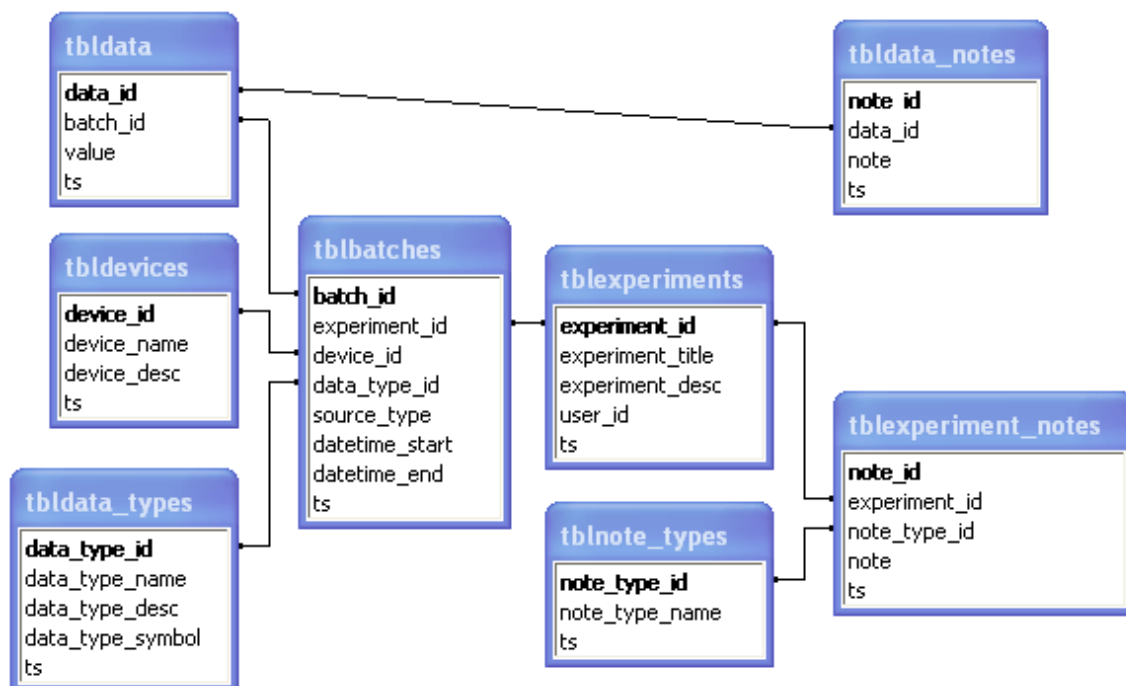 tbldata
data_id
batch_id
value
ts
tbldata_notes
note_id
data_id
note
ts
tbldevices
device_id
device_name
device_desc
ts
tblbatches
batch_id
experiment_id
device_id
data_type_id
source_type
datetime_start
datetime_end
ts
tblexperiments
experiment_id
experiment_title
experiment_desc
user_id
ts
tblexperiment_notes
note_id
experiment_id
note_type_id
note
ts
tbldata_types
data_type_id
data_type_name
data_type_desc
data_type_symbol
ts
tblnote_types
note_type_id
note_type_name
ts